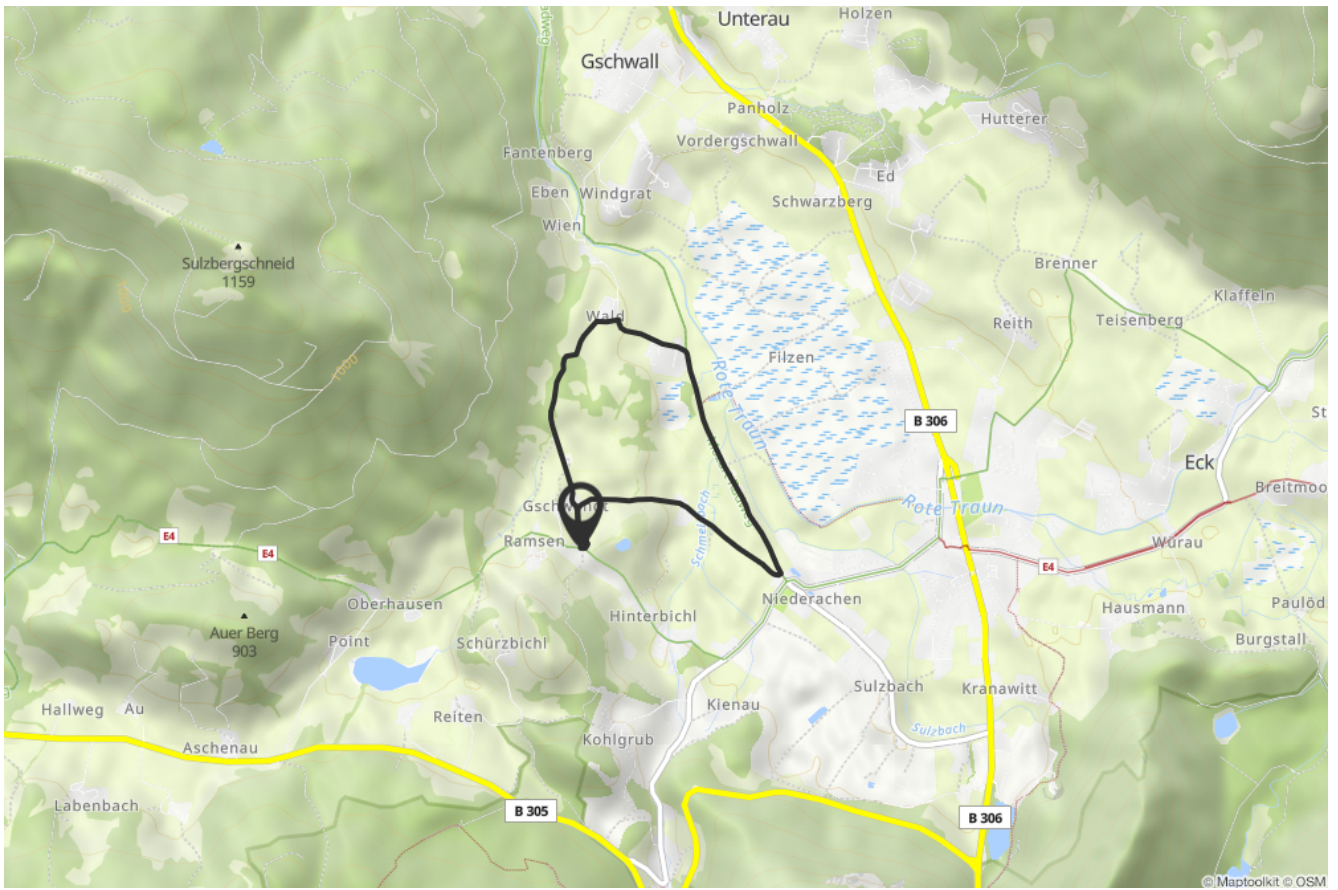 Unterau
Holzen
Gschwall
Panholz
Hutterer
Vordergschwall
Fantenberg
Ed
Eben
Windgrat
Schwarzberg
Wien
Sulzbergschneid
1159
Brenner
Klaffeln
Wald
Reith
Teisenberg
Filzen
1000
Rote Traun
B 306
Eck
Breitmoo
Gschwendt
Rote Traun
Schmelzbach
E4
E4
Ramsen
Wurau
E4
Oberhausen
Niederachen
Hausmann
Paulöd
Hinterbichl
Auer Berg
903
Point
Schürzbichl
Burgstall
Sulzbach
Kranawitt
Hallweg
Au
Reiten
Kienau
Sulzbach
Aschenau
Kohlgrub
Labenbach
B 305
B 306
© Maptoolkit © OSM